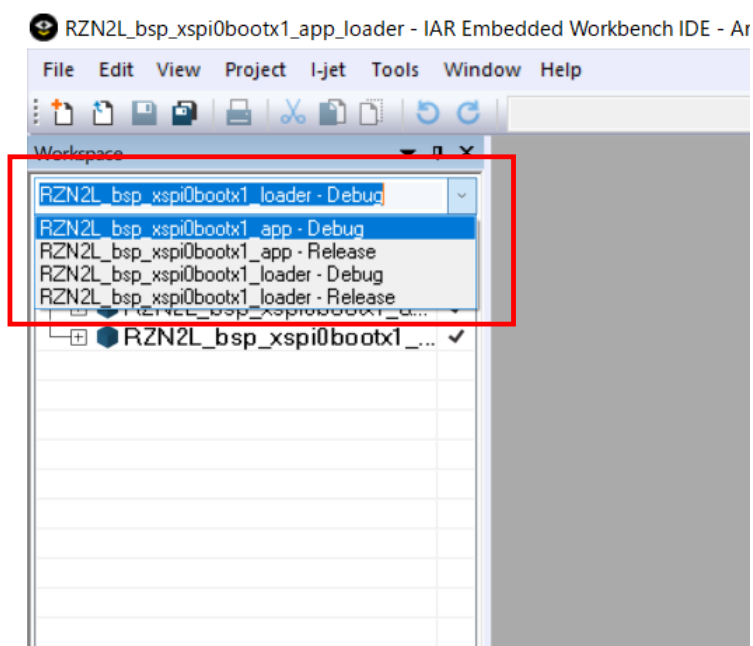 RZN2L_bsp_xspi0bootx1_app_loader - IAR Embedded Workbench IDE - Ar
File Edit View Project I-jet Tools Window Help
Workspace
RZN2L_bsp_xspi0bootx1_loader - Debug
RZN2L_bsp_xspi0bootx1_app - Debug
RZN2L_bsp_xspi0bootx1_app - Release
RZN2L_bsp_xspi0bootx1_loader - Debug
RZN2L_bsp_xspi0bootx1_loader - Release
RZN2L_bsp_xspi0bootx1_a...
RZN2L_bsp_xspi0bootx1_...